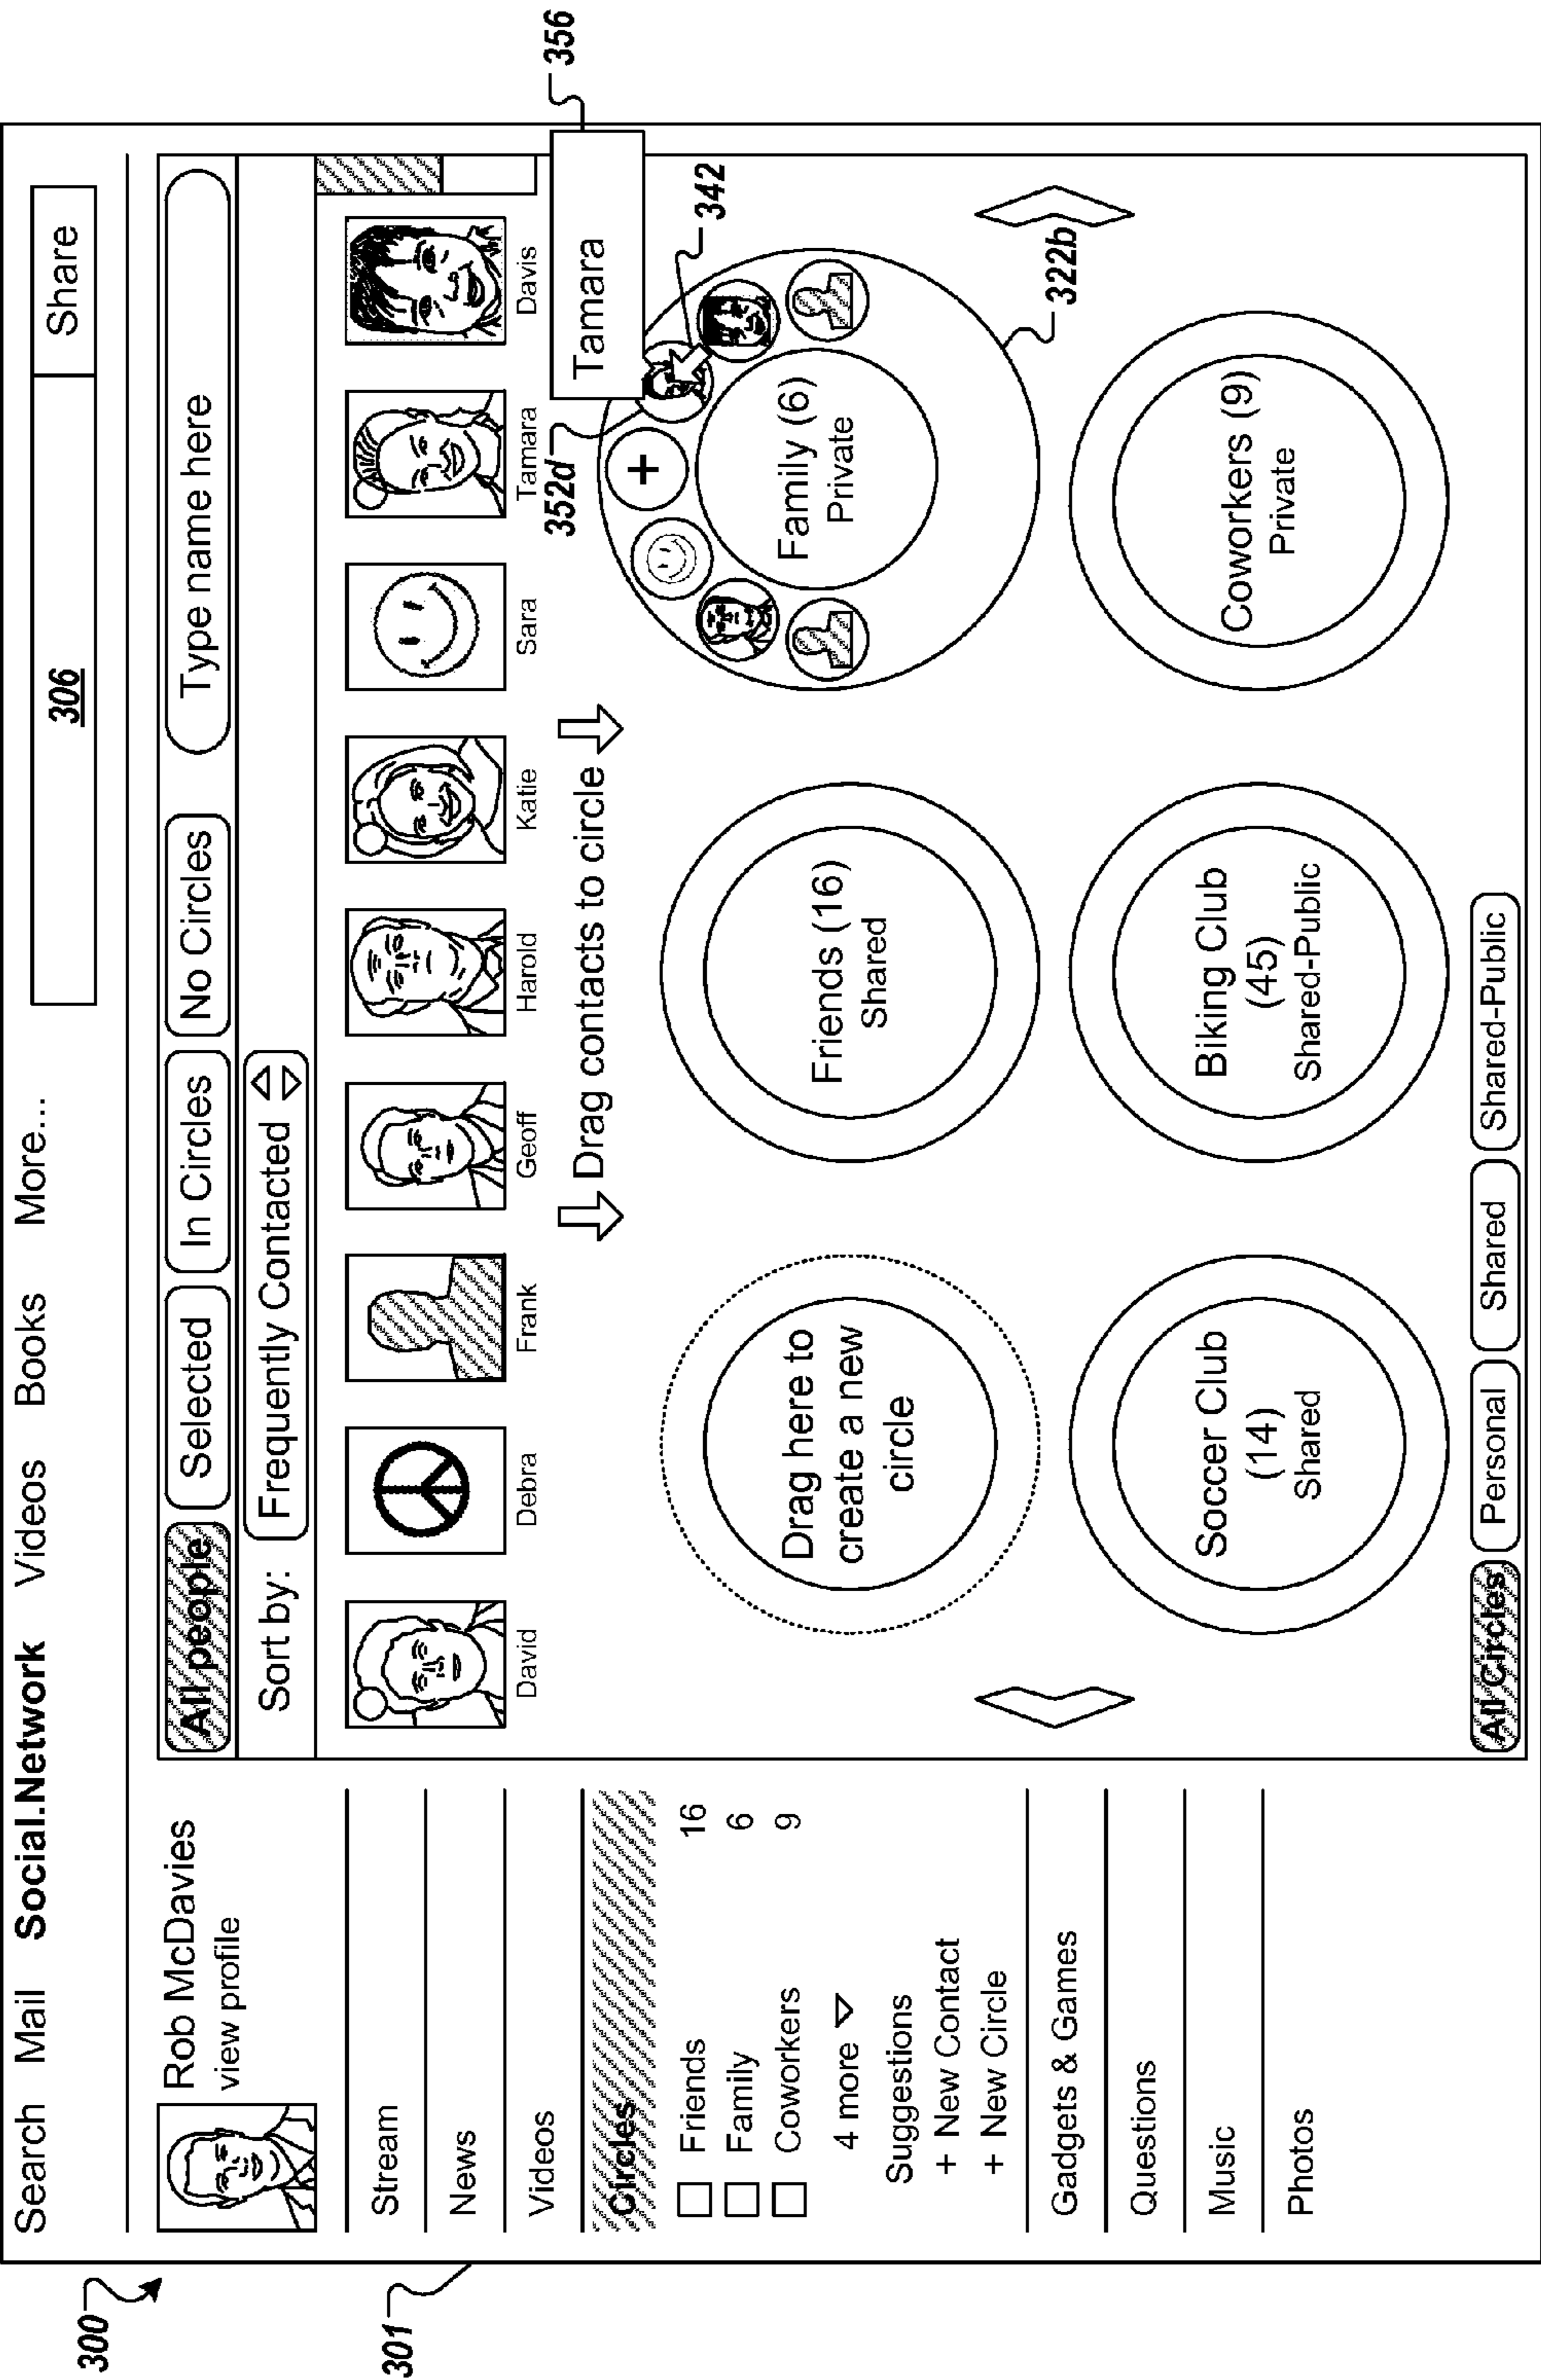 300
301
Search Mail Social.Network Videos Books More...
306
Share
Rob McDavies
view profile
Stream
News
Videos
Circles
Friends 16
Family 6
Coworkers 9
4 more
Suggestions
+ New Contact
+ New Circle
Gadgets & Games
Questions
Music
Photos
All people Selected In Circles No Circles Type name here
Sort by: Frequently Contacted
David Debra Frank Geoff Harold Katie Sara Tamara Davis
Drag contacts to circle
352d
Tamara
356
342
+
Drag here to
create a new
circle
Friends (16)
Shared
Family (6)
Private
322b
Soccer Club
(14)
Shared
Biking Club
(45)
Shared-Public
Coworkers (9)
Private
All Circles Personal Shared Shared-Public